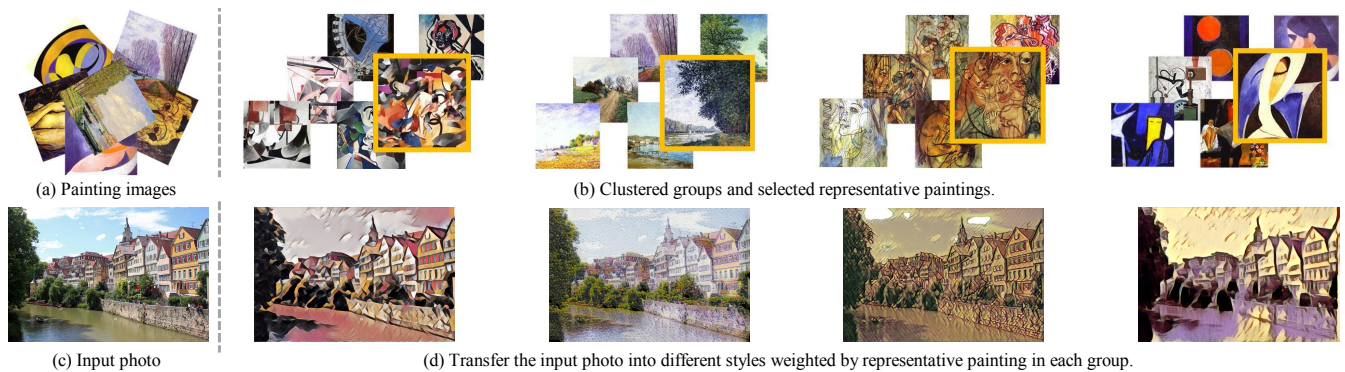 (a) Painting images
(b) Clustered groups and selected representative paintings.
(c) Input photo
(d) Transfer the input photo into different styles weighted by representative painting in each group.